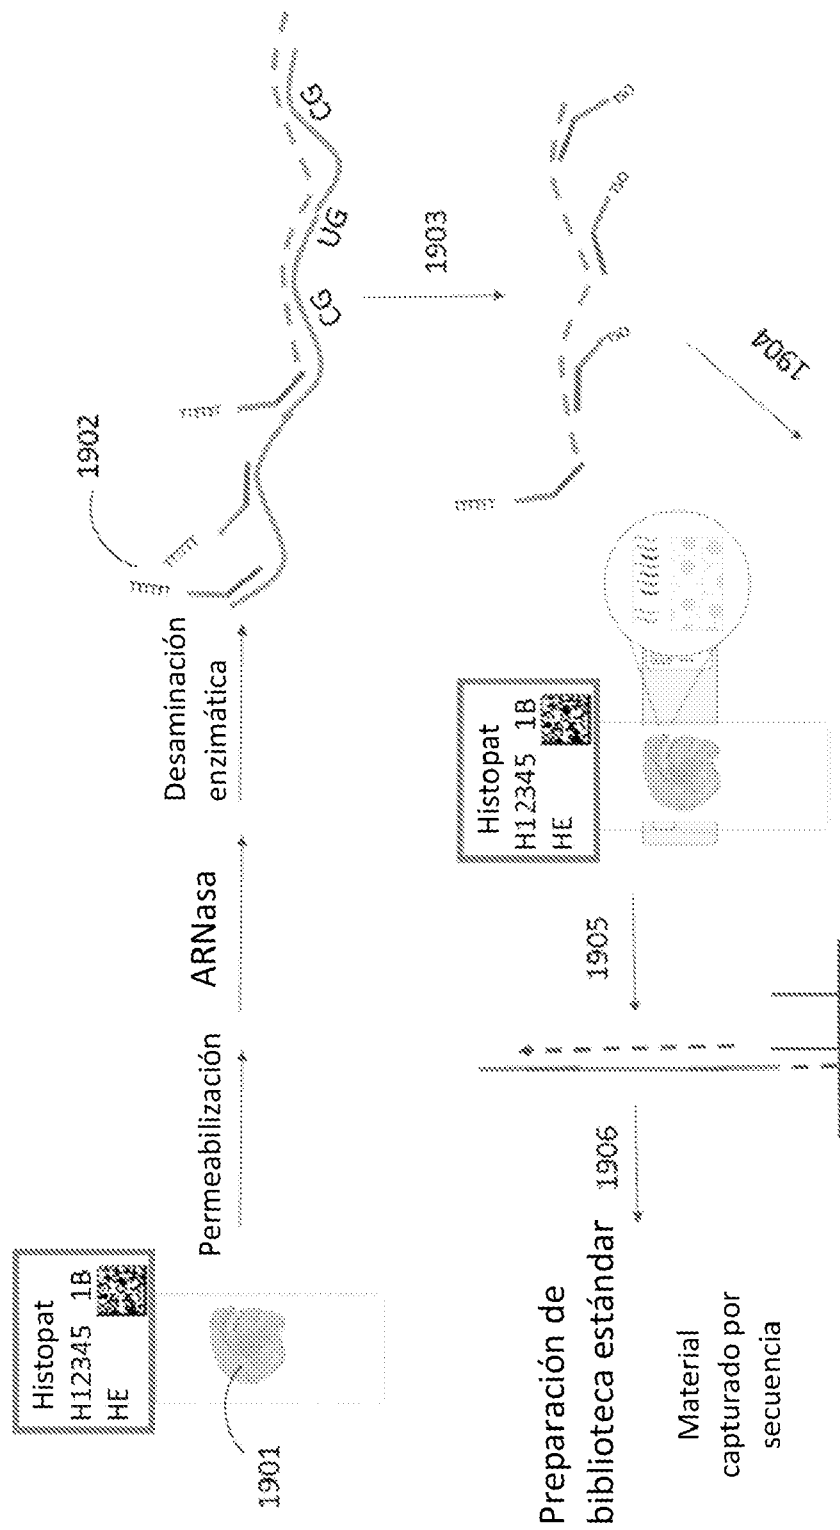 Histopat
H12345 1B
HE
1901
Permeabilización
ARNasa
Desaminación
enzimática
1902
CG
UG
CG
1903
1904
Histopat
H12345 1B
HE
1905
1906
Preparación de
biblioteca estándar
Material
capturado por
secuencia